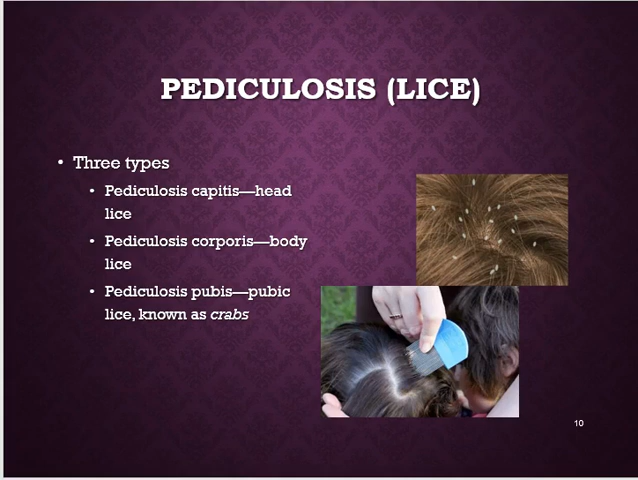 PEDICULOSIS (LICE)
• Three types
• Pediculosis capitis—head
lice
• Pediculosis corporis—body
lice
• Pediculosis pubis—pubic
lice, known as crabs
10